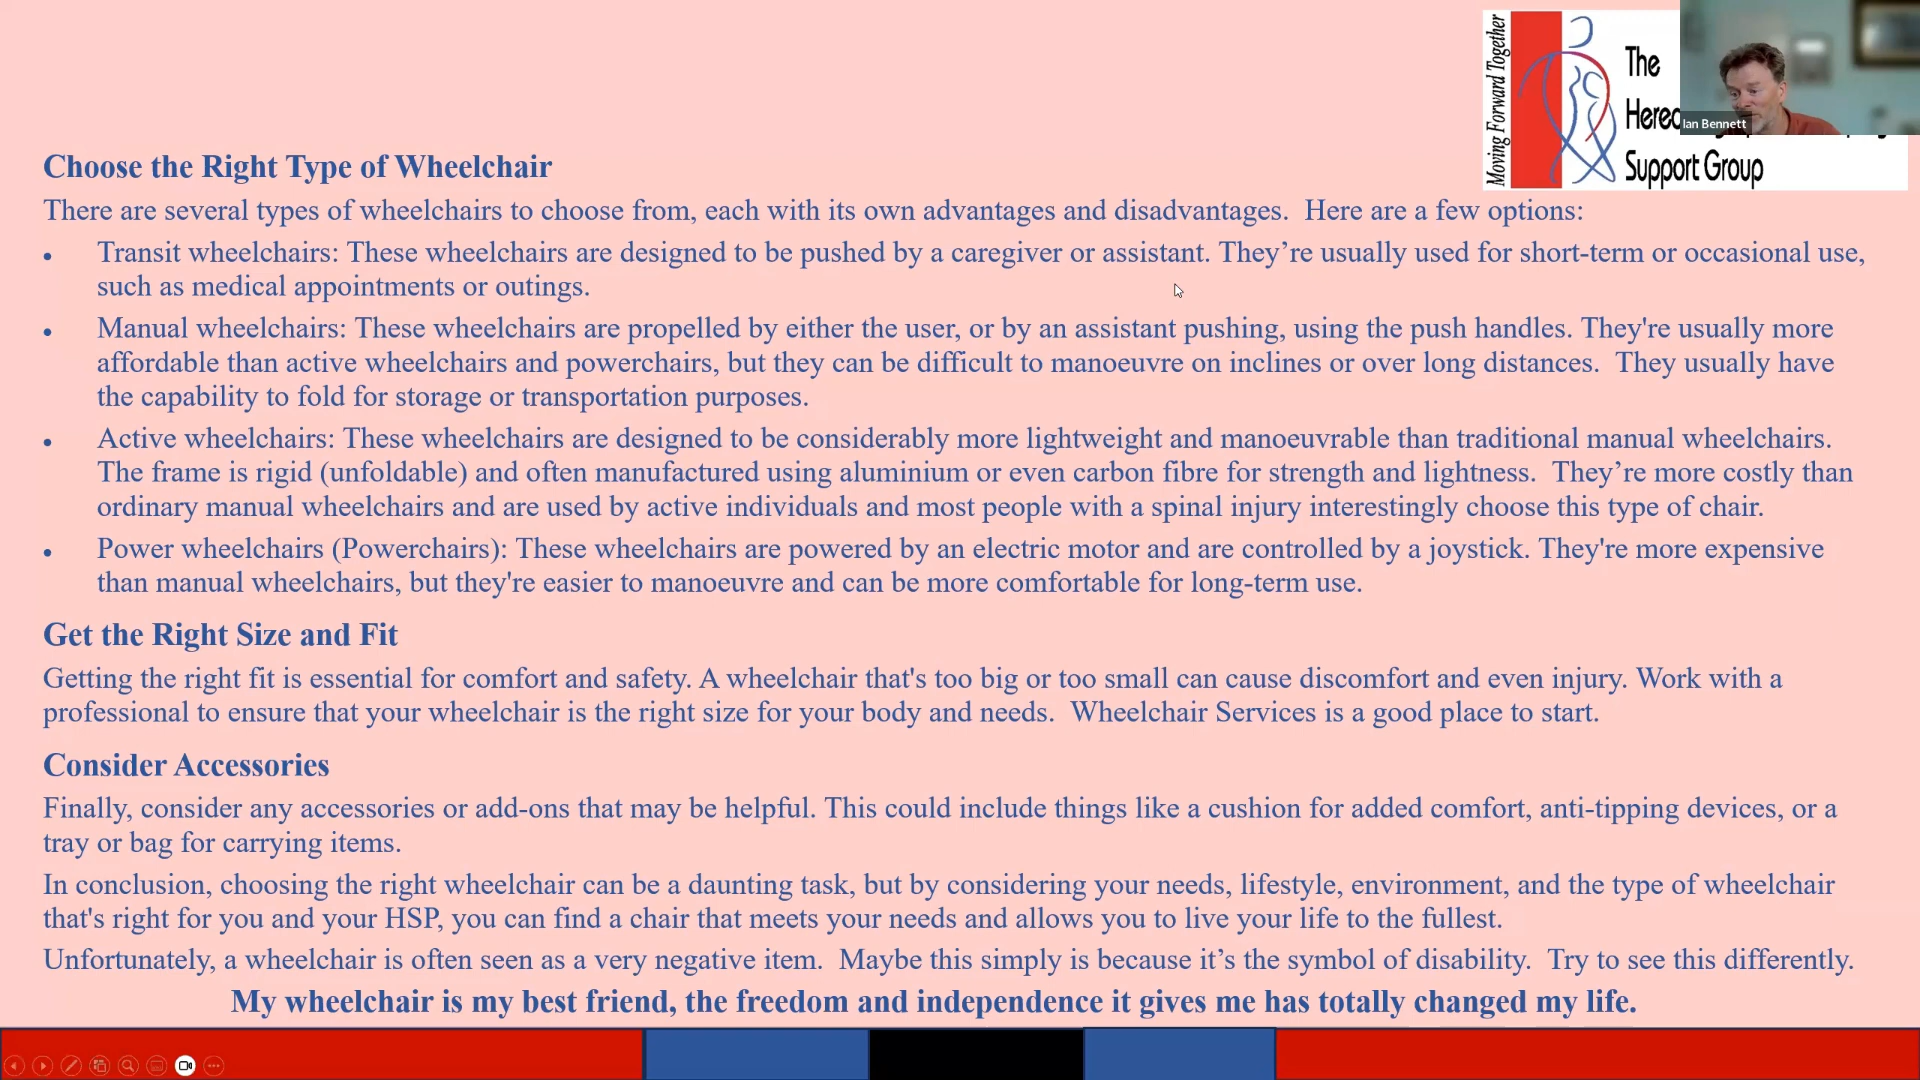 Moving Forward Together
The
Support Group
Ian Bennett
Choose the Right Type of Wheelchair
There are several types of wheelchairs to choose from, each with its own advantages and disadvantages.  Here are a few options:
• Transit wheelchairs: These wheelchairs are designed to be pushed by a caregiver or assistant. They’re usually used for short-term or occasional use,
such as medical appointments or outings.
• Manual wheelchairs: These wheelchairs are propelled by either the user, or by an assistant pushing, using the push handles. They're usually more
affordable than active wheelchairs and powerchairs, but they can be difficult to manoeuvre on inclines or over long distances.  They usually have
the capability to fold for storage or transportation purposes.
• Active wheelchairs: These wheelchairs are designed to be considerably more lightweight and manoeuvrable than traditional manual wheelchairs.
The frame is rigid (unfoldable) and often manufactured using aluminium or even carbon fibre for strength and lightness.  They’re more costly than
ordinary manual wheelchairs and are used by active individuals and most people with a spinal injury interestingly choose this type of chair.
• Power wheelchairs (Powerchairs): These wheelchairs are powered by an electric motor and are controlled by a joystick. They're more expensive
than manual wheelchairs, but they're easier to manoeuvre and can be more comfortable for long-term use.
Get the Right Size and Fit
Getting the right fit is essential for comfort and safety. A wheelchair that's too big or too small can cause discomfort and even injury. Work with a
professional to ensure that your wheelchair is the right size for your body and needs.  Wheelchair Services is a good place to start.
Consider Accessories
Finally, consider any accessories or add-ons that may be helpful. This could include things like a cushion for added comfort, anti-tipping devices, or a
tray or bag for carrying items.
In conclusion, choosing the right wheelchair can be a daunting task, but by considering your needs, lifestyle, environment, and the type of wheelchair
that's right for you and your HSP, you can find a chair that meets your needs and allows you to live your life to the fullest.
Unfortunately, a wheelchair is often seen as a very negative item.  Maybe this simply is because it’s the symbol of disability.  Try to see this differently.
My wheelchair is my best friend, the freedom and independence it gives me has totally changed my life.